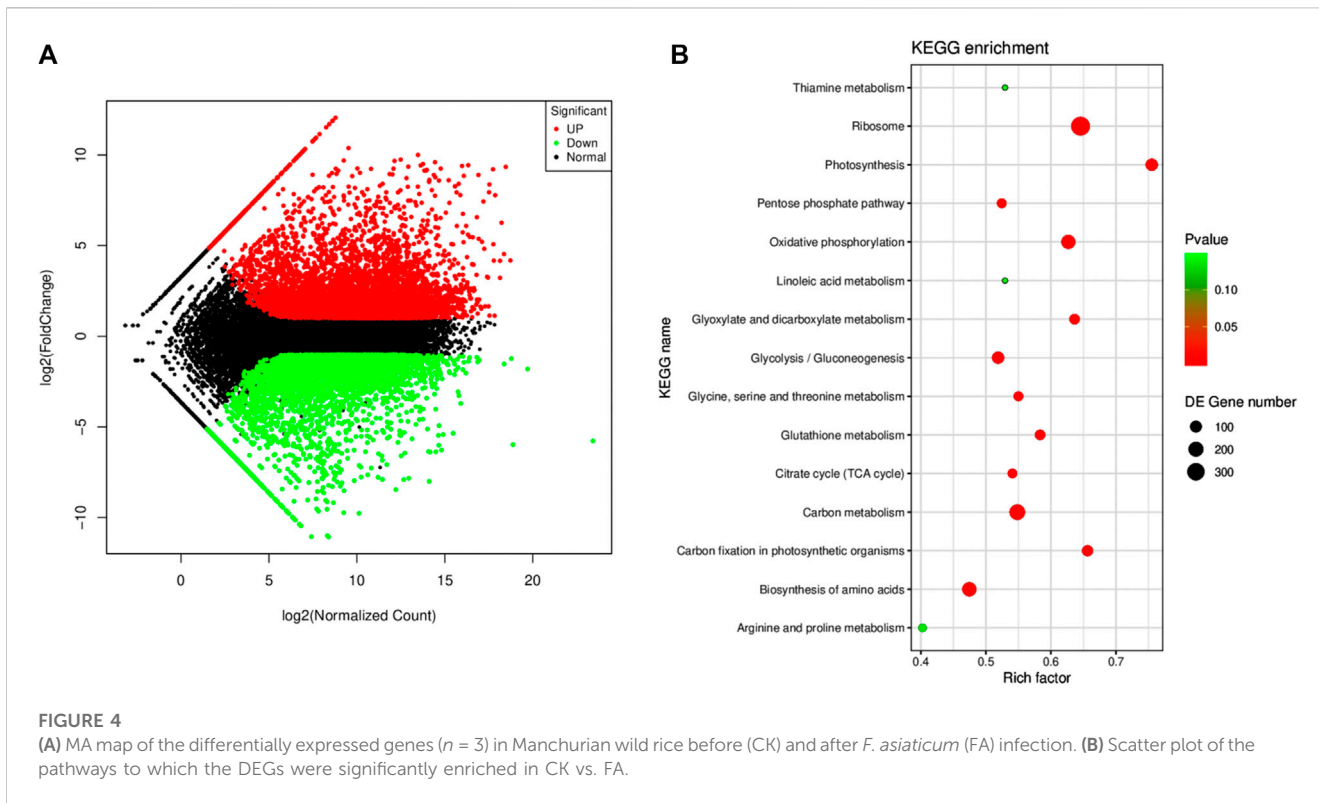 A
Significant
UP
Down
Normal
10
5
0
−5
−10
log2(FoldChange)
0 5 10 15 20
log2(Normalized Count)
B
KEGG enrichment
KEGG name
Thiamine metabolism
Ribosome
Photosynthesis
Pentose phosphate pathway
Oxidative phosphorylation
Linoleic acid metabolism
Glyoxylate and dicarboxylate metabolism
Glycolysis / Gluconeogenesis
Glycine, serine and threonine metabolism
Glutathione metabolism
Citrate cycle (TCA cycle)
Carbon metabolism
Carbon fixation in photosynthetic organisms
Biosynthesis of amino acids
Arginine and proline metabolism
0.4 0.5 0.6 0.7
Rich factor
Pvalue
0.10
0.05
DE Gene number
100
200
300
FIGURE 4
(A) MA map of the differentially expressed genes (n = 3) in Manchurian wild rice before (CK) and after F. asiaticum (FA) infection. (B) Scatter plot of the
pathways to which the DEGs were significantly enriched in CK vs. FA.